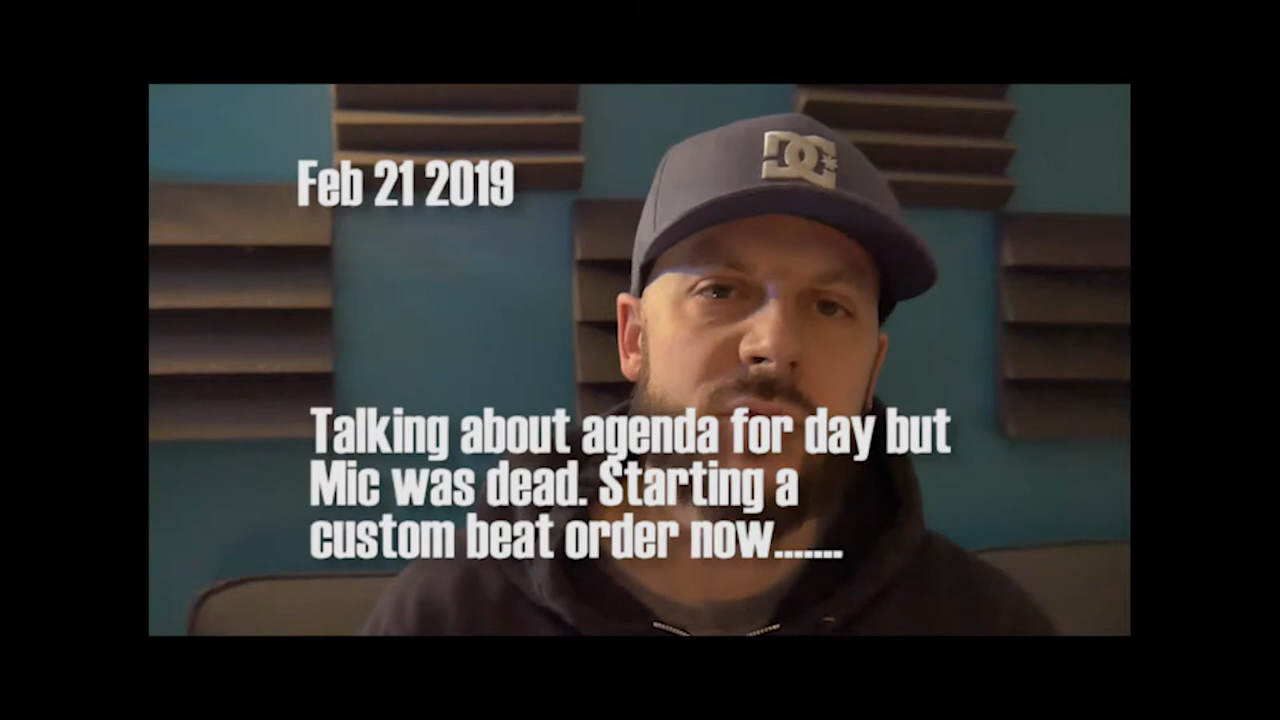 DC
Feb 21 2019
Talking about agenda for day but
Mic was dead. Starting a
custom beat order now.......